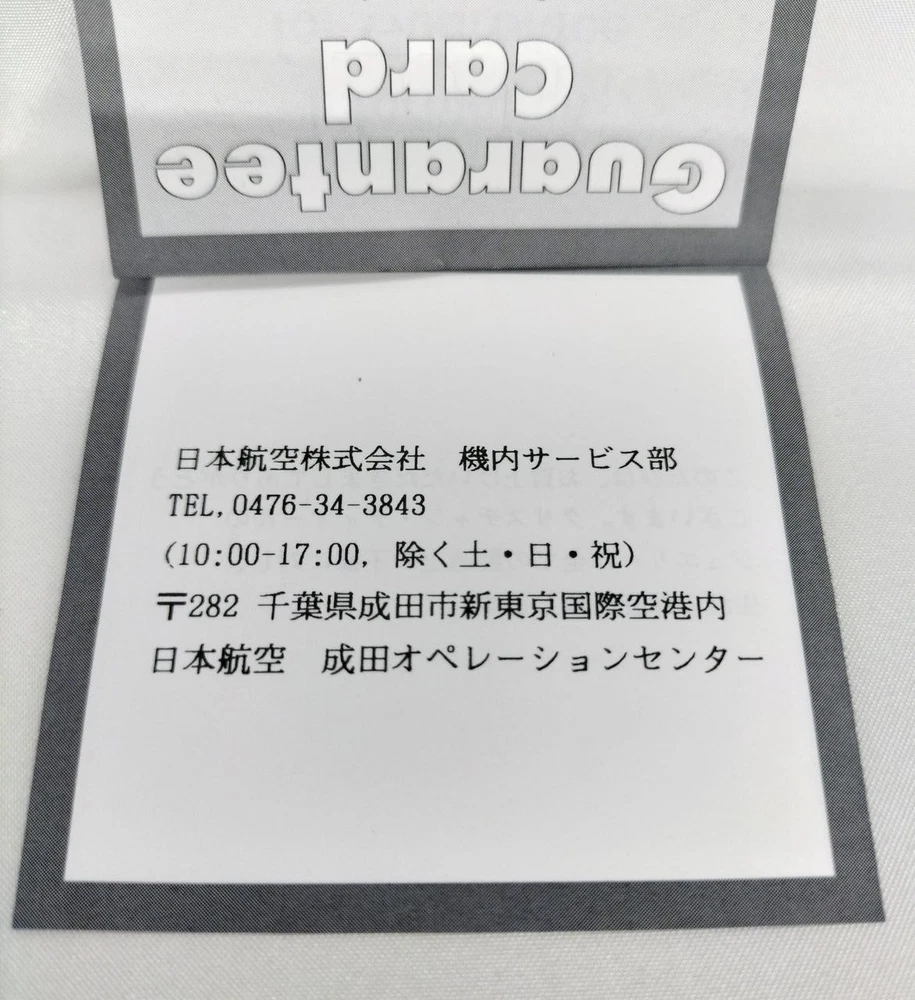 Guarantee
Card
日本航空株式会社　機内サービス部
TEL,0476-34-3843
(10:00-17:00, 除く土・日・祝)
〒282 千葉県成田市新東京国際空港内
日本航空　成田オペレーションセンター